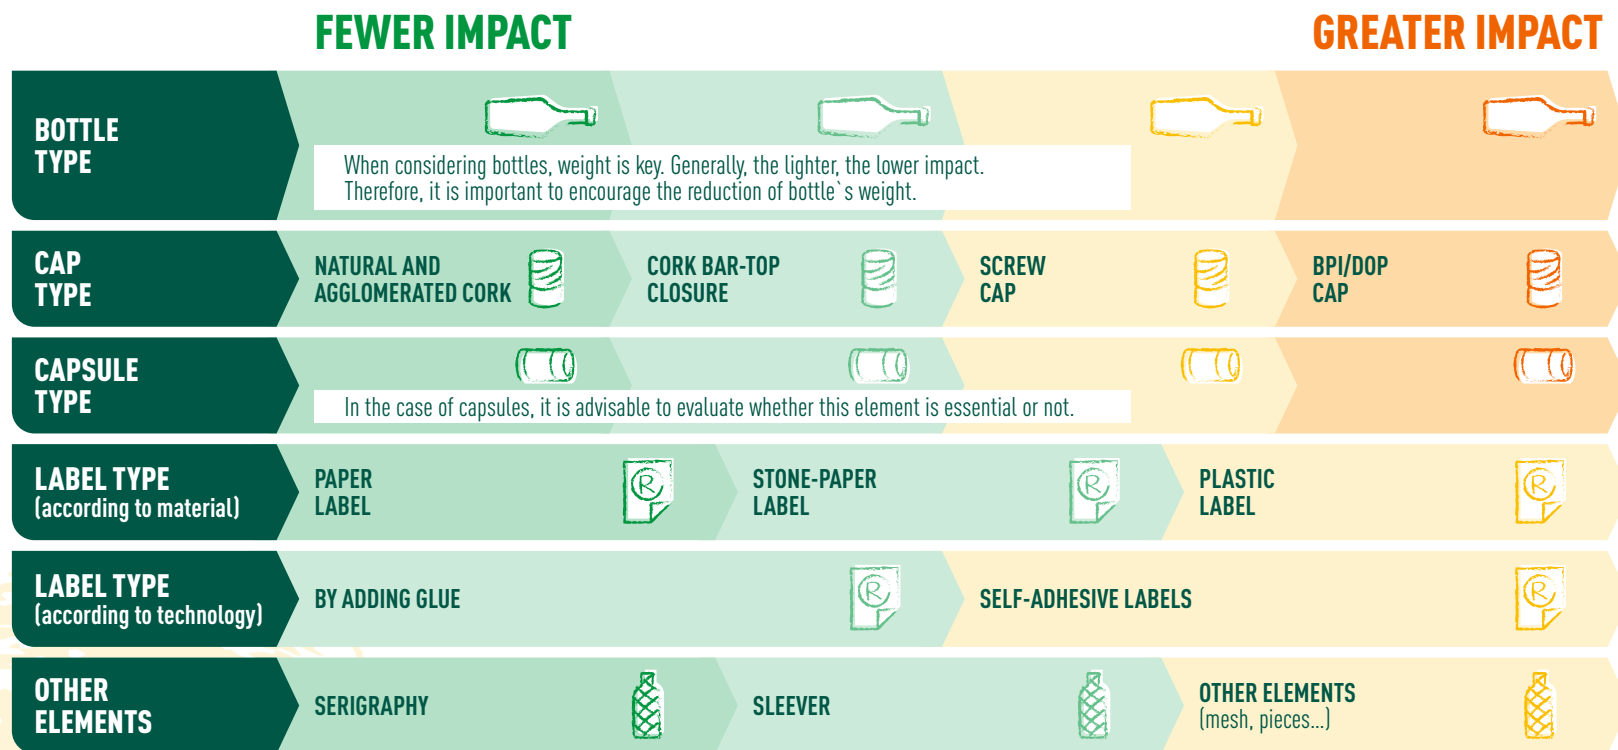 FEWER IMPACT
GREATER IMPACT
BOTTLE
TYPE
When considering bottles, weight is key. Generally, the lighter, the lower impact.
Therefore, it is important to encourage the reduction of bottle`s weight.
CAP
TYPE
NATURAL AND
AGGLOMERATED CORK
CORK BAR-TOP
CLOSURE
SCREW
CAP
BPI/DOP
CAP
CAPSULE
TYPE
In the case of capsules, it is advisable to evaluate whether this element is essential or not.
LABEL TYPE
(according to material)
PAPER
LABEL
R
STONE-PAPER
LABEL
R
PLASTIC
LABEL
R
LABEL TYPE
(according to technology)
BY ADDING GLUE
R
SELF-ADHESIVE LABELS
R
OTHER
ELEMENTS
SERIGRAPHY
SLEEVER
OTHER ELEMENTS
(mesh, pieces...)